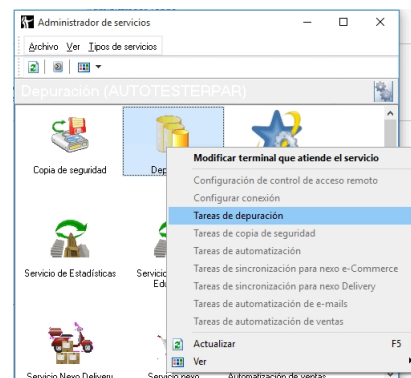 Administrador de servicios
Archivo Ver Tipos de servicios
Depuración (AUTOTESTERPAR)
Copia de seguridad
Dep
Modificar terminal que atiende el servicio
Configuración de control de acceso remoto
Configurar conexión
Tareas de depuración
Tareas de copia de seguridad
Tareas de automatización
Tareas de sincronización para nexo e-Commerce
Tareas de sincronización para nexo Delivery
Tareas de automatización de e-mails
Tareas de automatización de ventas
Actualizar F5
Ver
Servicio de Estadísticas
Servicio
Edu
Servicio Nexo Delivery
Servicio nexo
Automatización de ventas